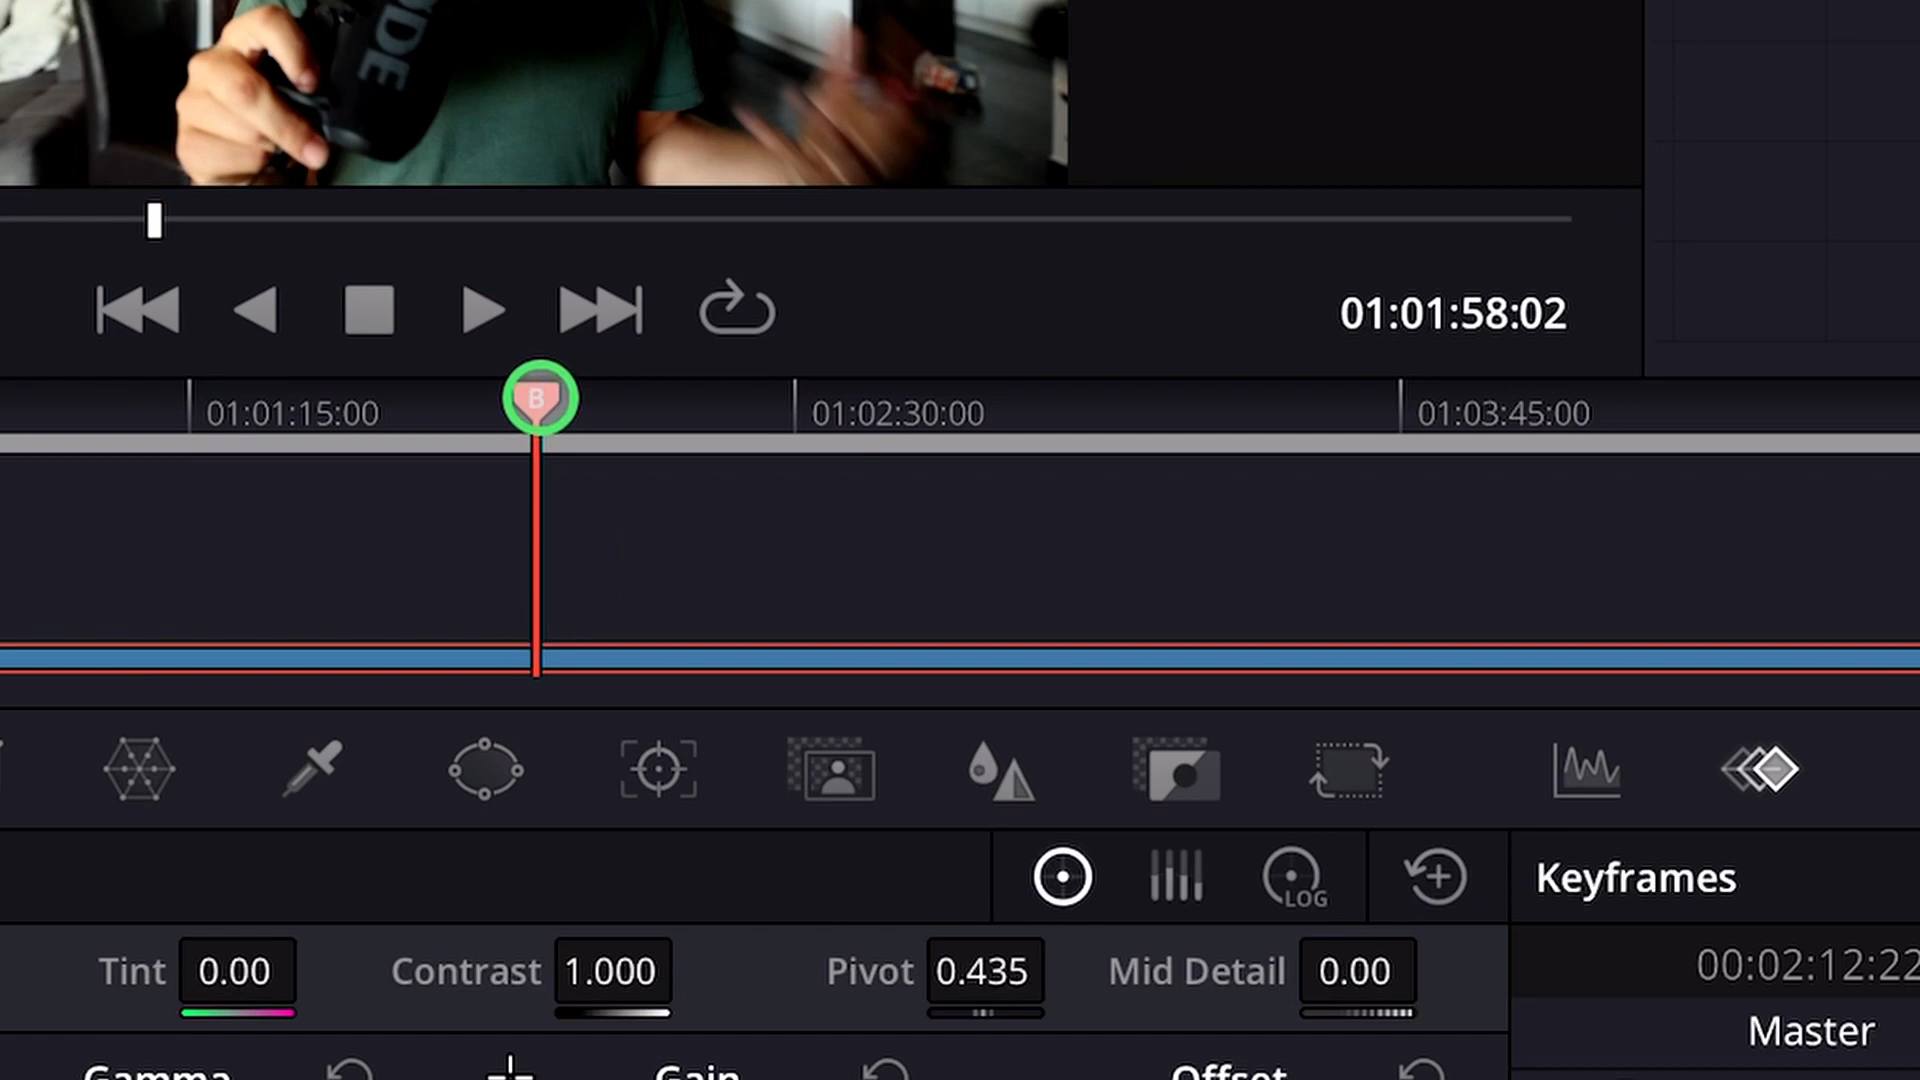 ODE
01:01:58:02
B
01:01:15:00
01:02:30:00
01:03:45:00
LOG
Keyframes
Tint 0.00
Contrast 1.000
Pivot 0.435
Mid Detail 0.00
00:02:12:22
Master
Gamma
Gain
Offset